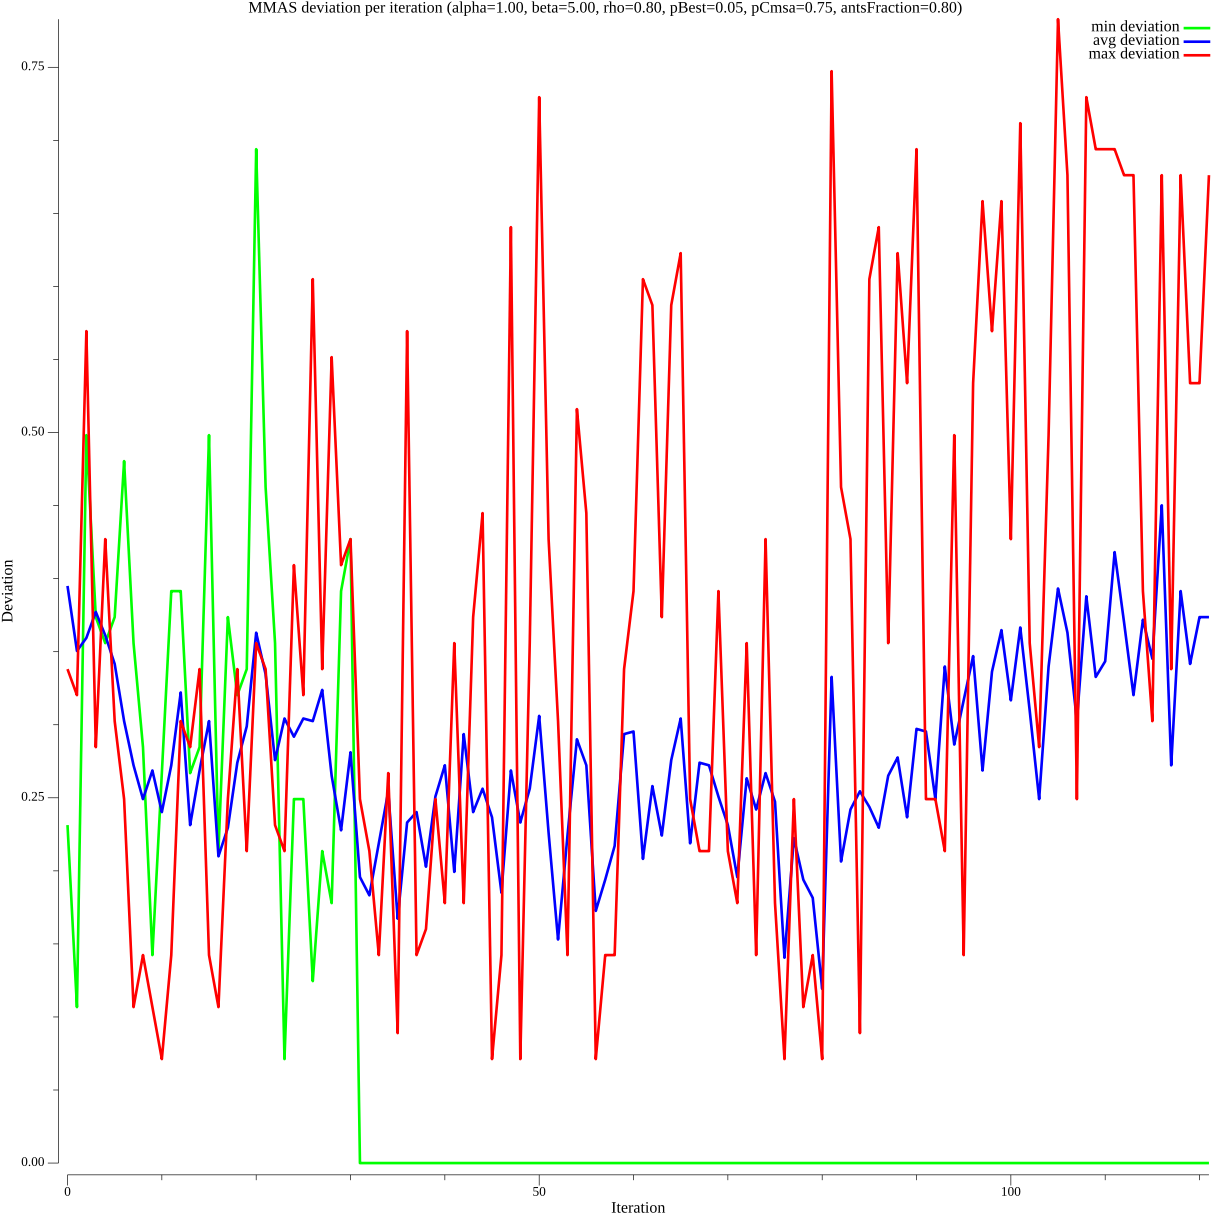 MMAS deviation per iteration (alpha=1.00, beta=5.00, rho=0.80, pBest=0.05, pCmsa=0.75, antsFraction=0.80)
min deviation
avg deviation
max deviation
0.75
0.50
0.25
0.00
Deviation
0 50 100
Iteration